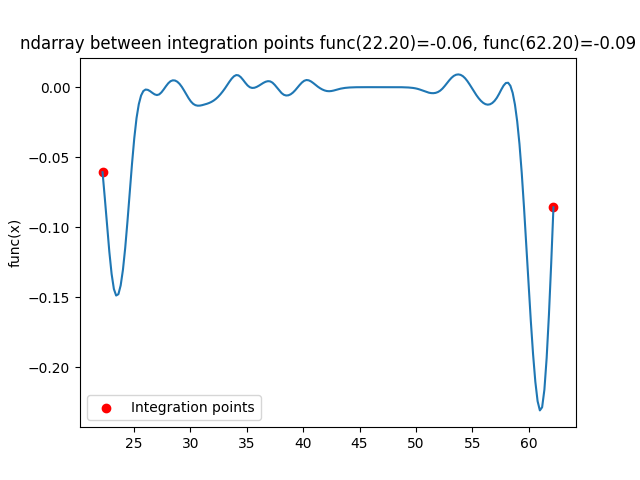 ndarray between integration points func(22.20)=-0.06, func(62.20)=-0.09
0.00
−0.05
−0.10
−0.15
−0.20
func(x)
Integration points
25 30 35 40 45 50 55 60